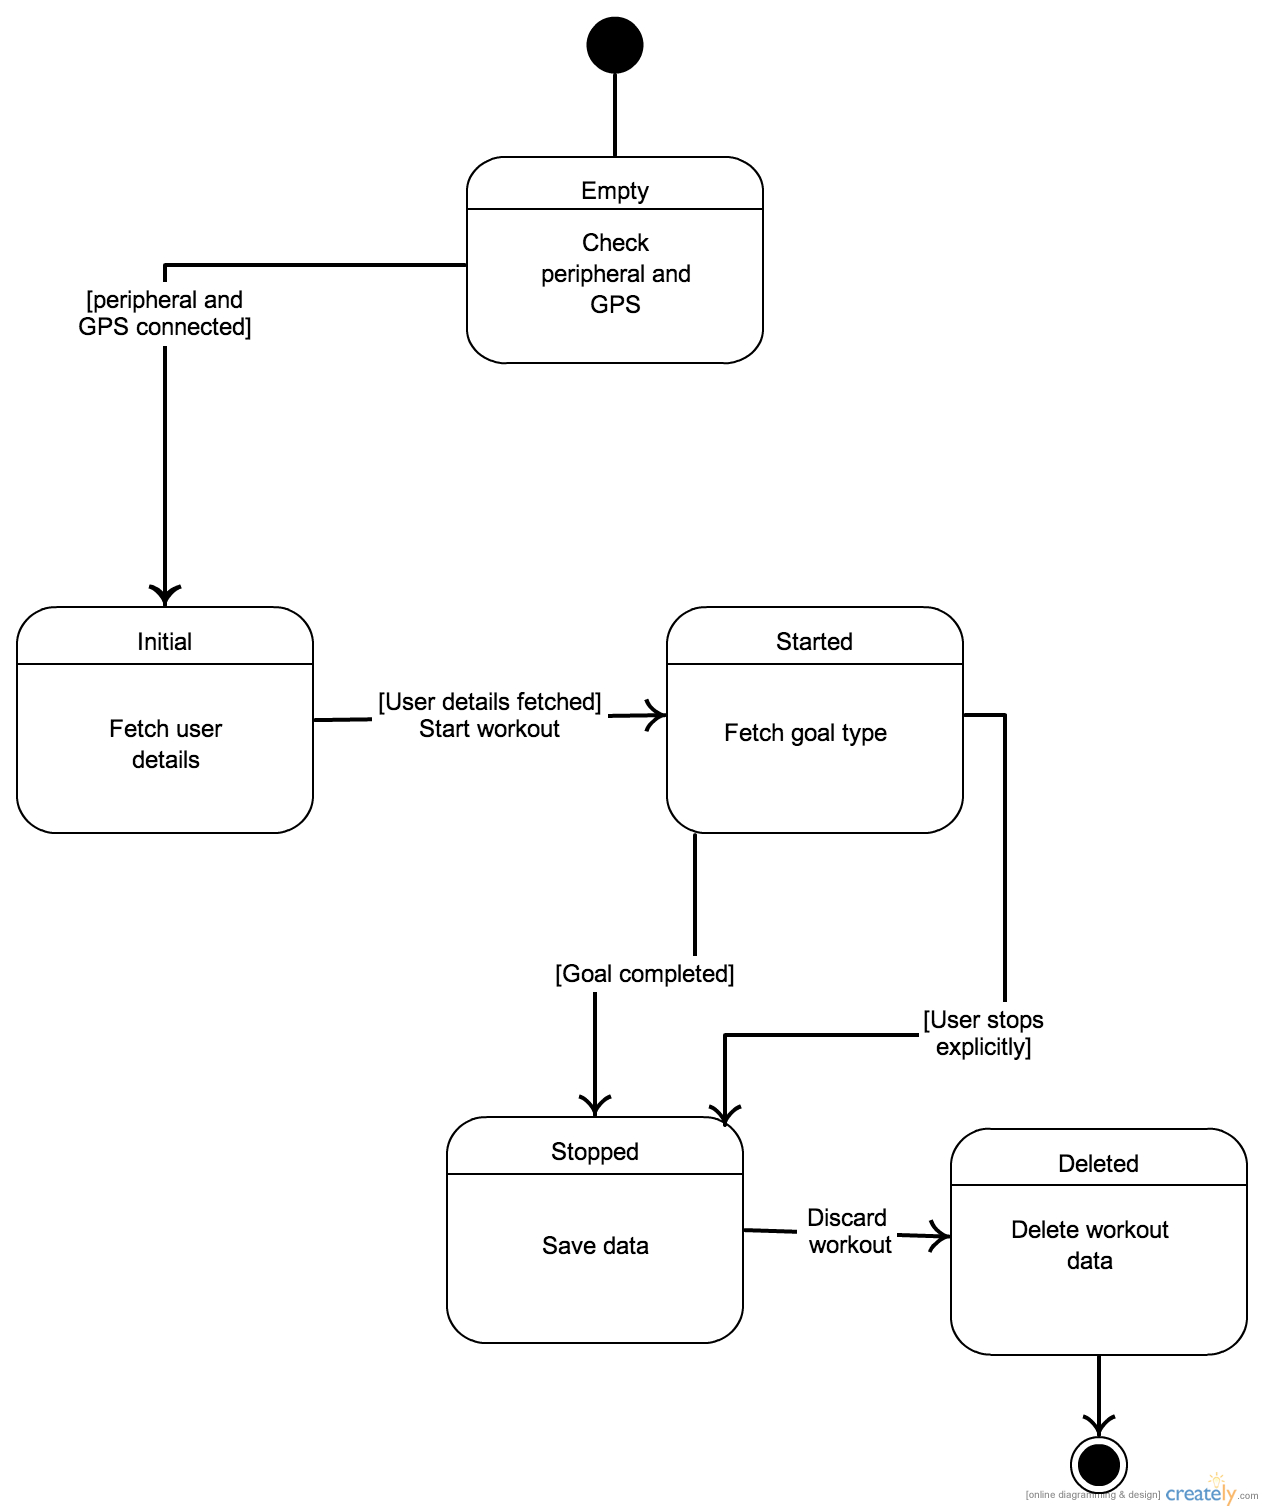 Empty
Check
peripheral and
GPS
[peripheral and
GPS connected]
Initial
Fetch user
details
[User details fetched]
Start workout
Started
Fetch goal type
[Goal completed]
[User stops
explicitly]
Stopped
Save data
Discard
workout
Deleted
Delete workout
data
[online diagramming & design] creately.com